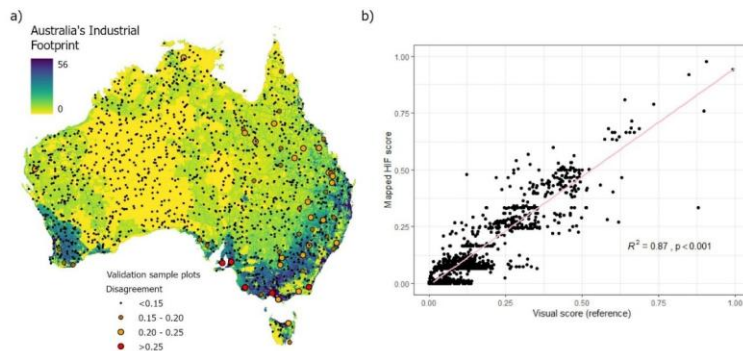 a)
Australia's Industrial
Footprint
56
0
Validation sample plots
Disagreement
<0.15
0.15 - 0.20
0.20 - 0.25
>0.25
b)
1.00
0.75
0.50
0.25
0.00
Mapped HIF score
R² = 0.87 , p<0.001
0.00 0.25 0.50 0.75 1.00
Visual score (reference)